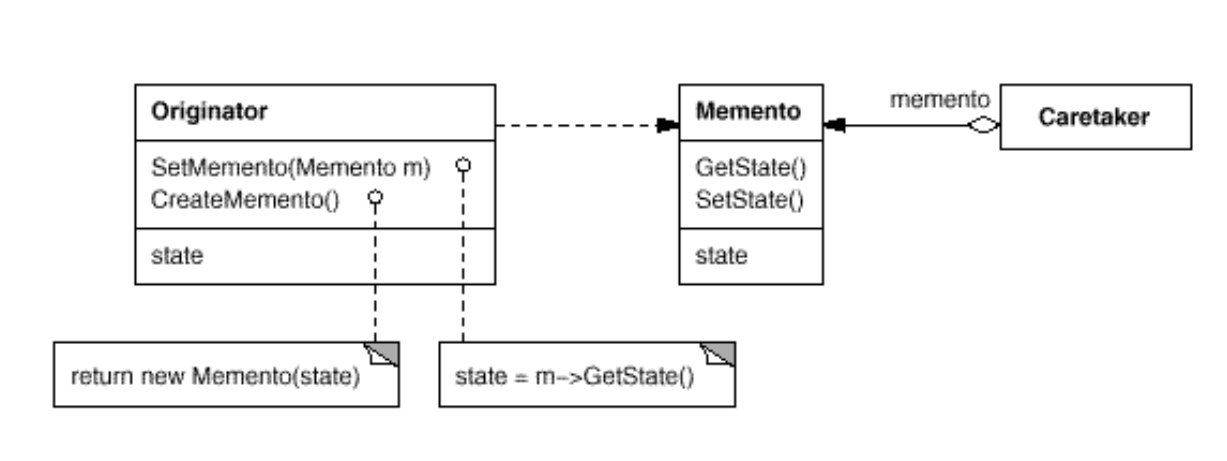 Originator
SetMemento(Memento m)
CreateMemento()
state
return new Memento(state)
state = m->GetState()
Memento
GetState()
SetState()
state
memento
Caretaker